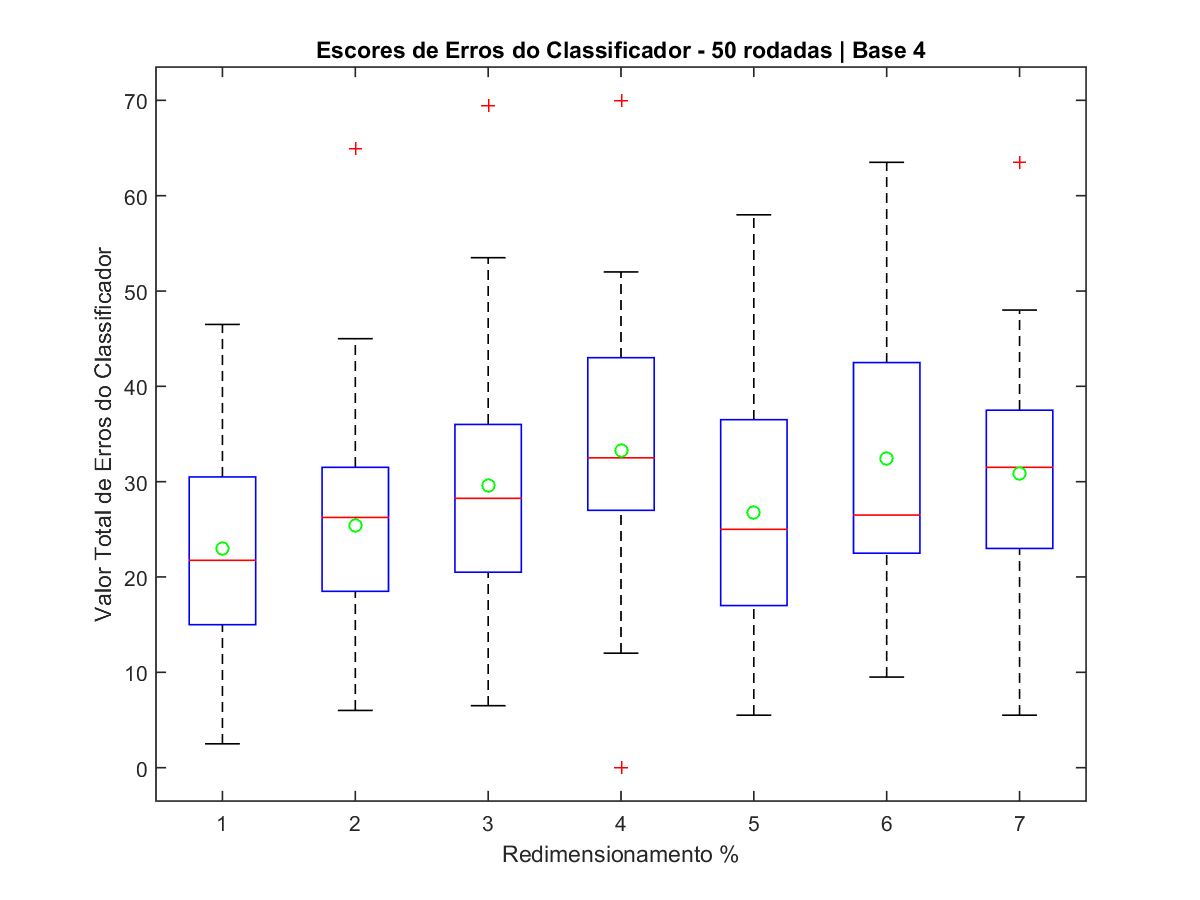 Escores de Erros do Classificador - 50 rodadas | Base 4
Valor Total de Erros do Classificador
70
60
50
40
30
20
10
0
1 2 3 4 5 6 7
Redimensionamento %